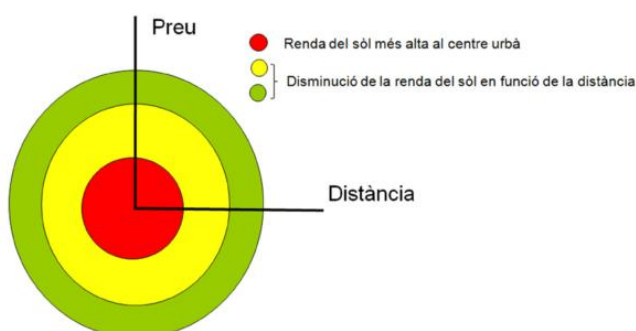 Preu
Renda del sòl més alta al centre urbà
Disminució de la renda del sòl en funció de la distància
Distància